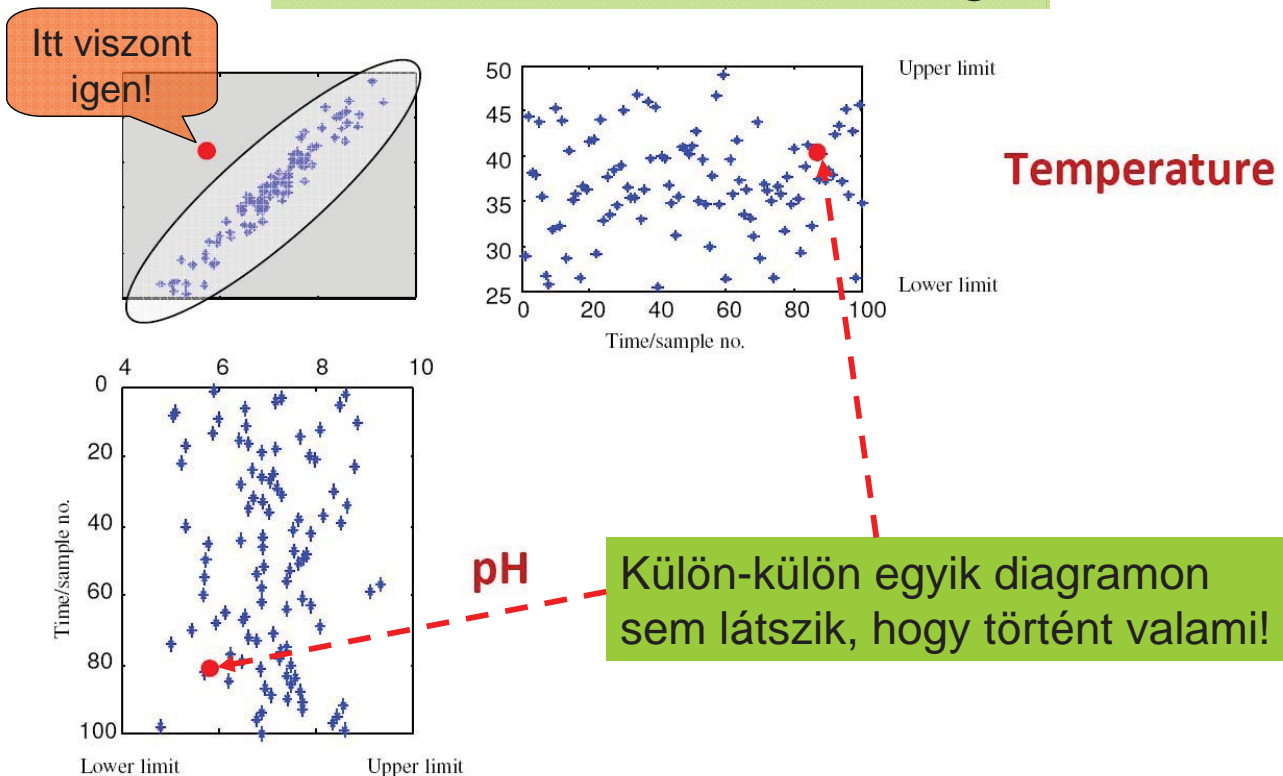 Itt viszont
igen!
50
45
40
35
30
25
0 20 40 60 80 100
Time/sample no.
Upper limit
Lower limit
Temperature
4 6 8 10
0
20
40
60
80
100
Time/sample no.
Lower limit Upper limit
pH
Külön-külön egyik diagramon
sem látszik, hogy történt valami!